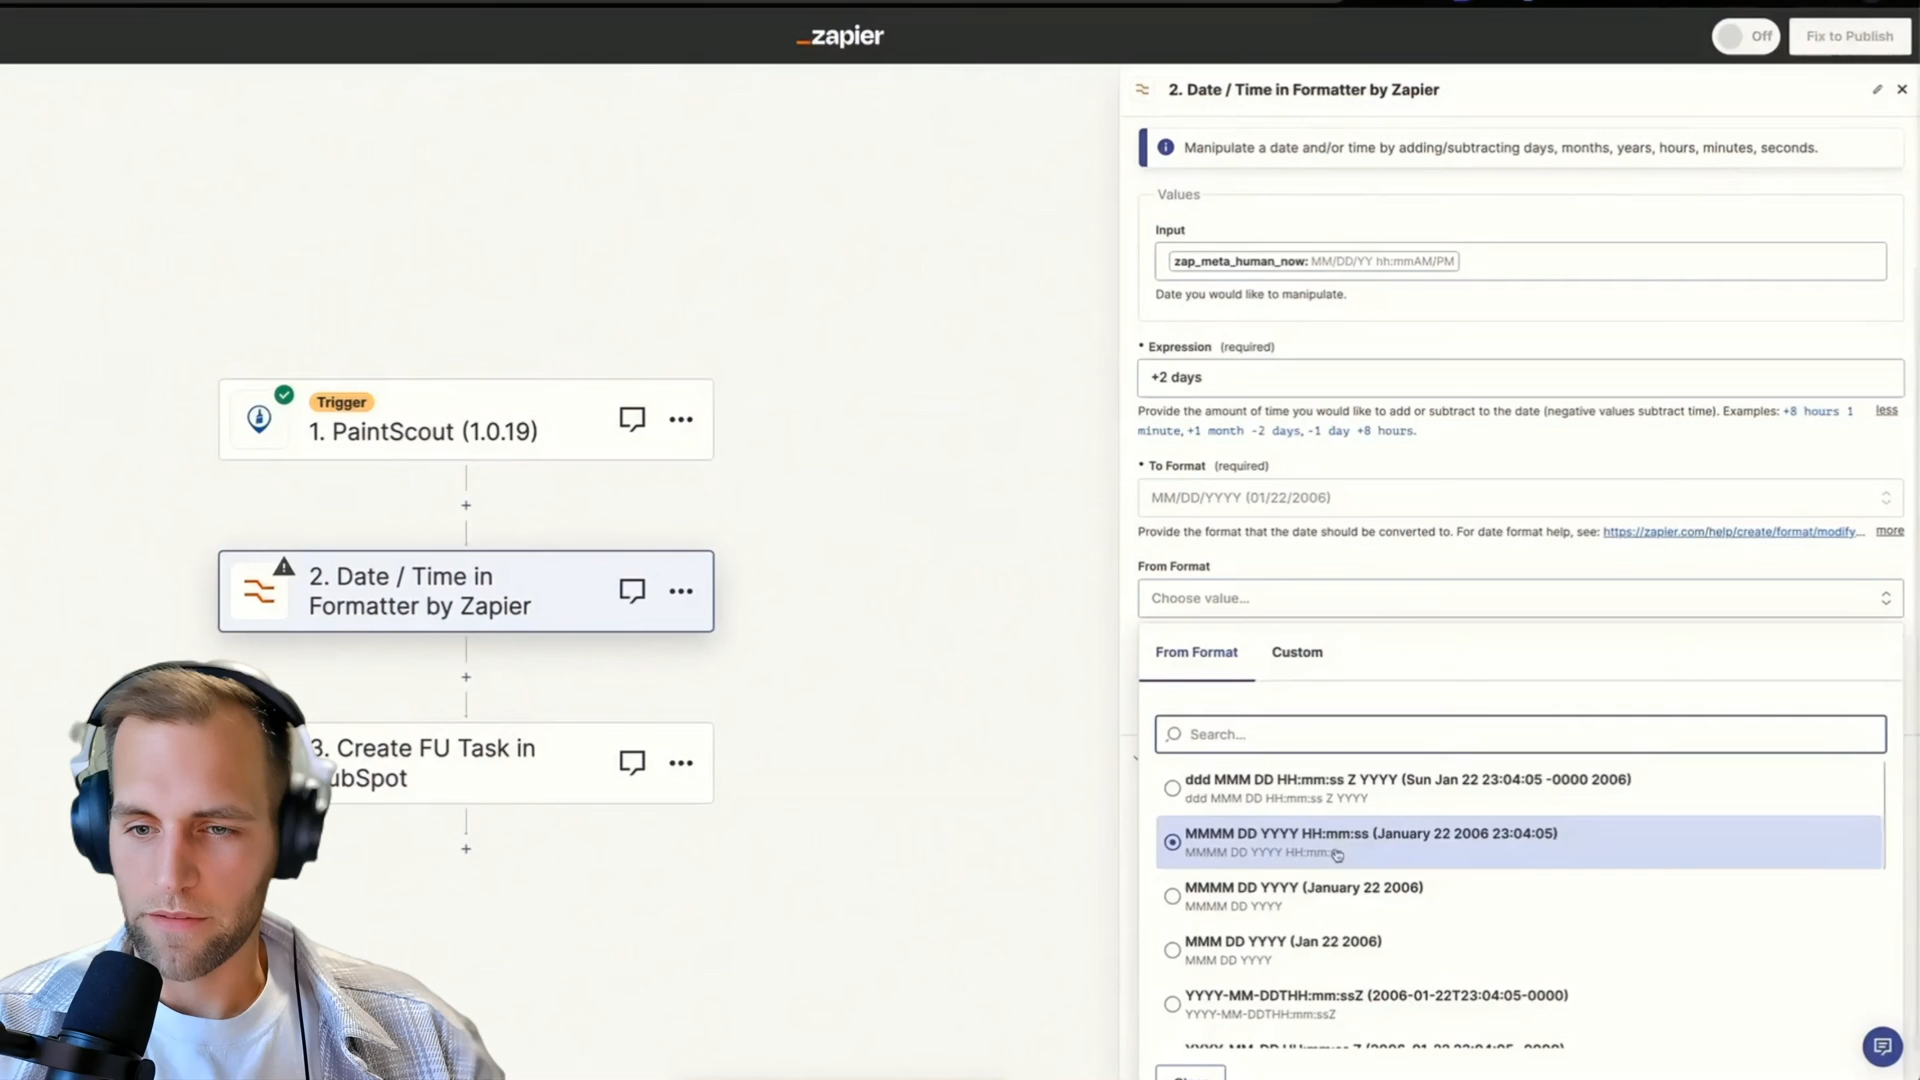 zapier
Off
Fix to Publish
2. Date / Time in Formatter by Zapier
Manipulate a date and/or time by adding/subtracting days, months, years, hours, minutes, seconds.
Values
Input
zap_meta_human_now: MM/DD/YY hh:mmAM/PM
Date you would like to manipulate.
* Expression (required)
+2 days
Provide the amount of time you would like to add or subtract to the date (negative values subtract time). Examples: +8 hours 1
less
minute, +1 month -2 days, -1 day +8 hours.
* To Format (required)
MM/DD/YYYY (01/22/2006)
Provide the format that the date should be converted to. For date format help, see: https://zapier.com/help/create/format/modify...
more
From Format
Choose value...
From Format
Custom
Search...
ddd MMM DD HH:mm:ss Z YYYY (Sun Jan 22 23:04:05 -0000 2006)
ddd MMM DD HH:mm:ss Z YYYY
MMMM DD YYYY HH:mm:ss (January 22 2006 23:04:05)
MMMM DD YYYY HH:mm:
MMMM DD YYYY (January 22 2006)
MMMM DD YYYY
MMM DD YYYY (Jan 22 2006)
MMM DD YYYY
YYYY-MM-DDTHH:mm:ssZ (2006-01-22T23:04:05-0000)
YYYY-MM-DDTHH:mm:ssZ
Trigger
1. PaintScout (1.0.19)
2. Date / Time in
Formatter by Zapier
3. Create FU Task in
ubSpot